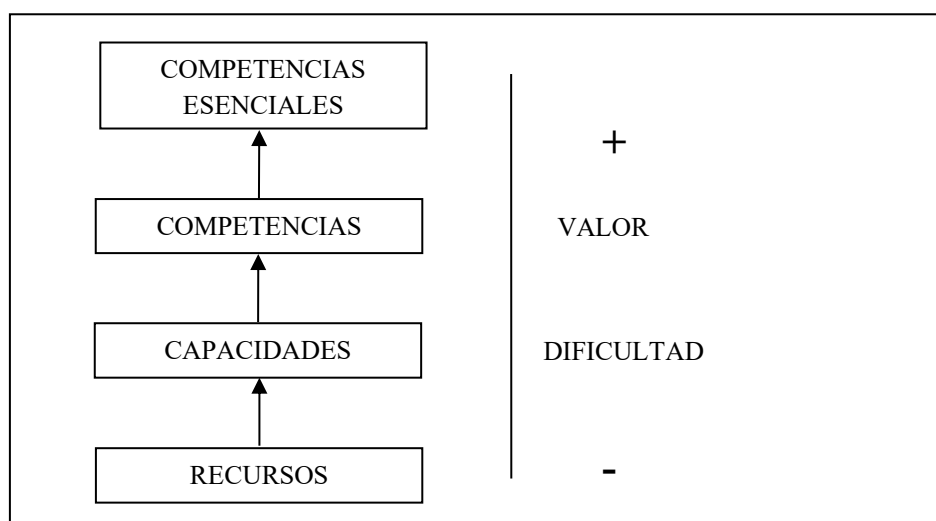 COMPETENCIAS
ESENCIALES
+
COMPETENCIAS
VALOR
CAPACIDADES
DIFICULTAD
RECURSOS
-